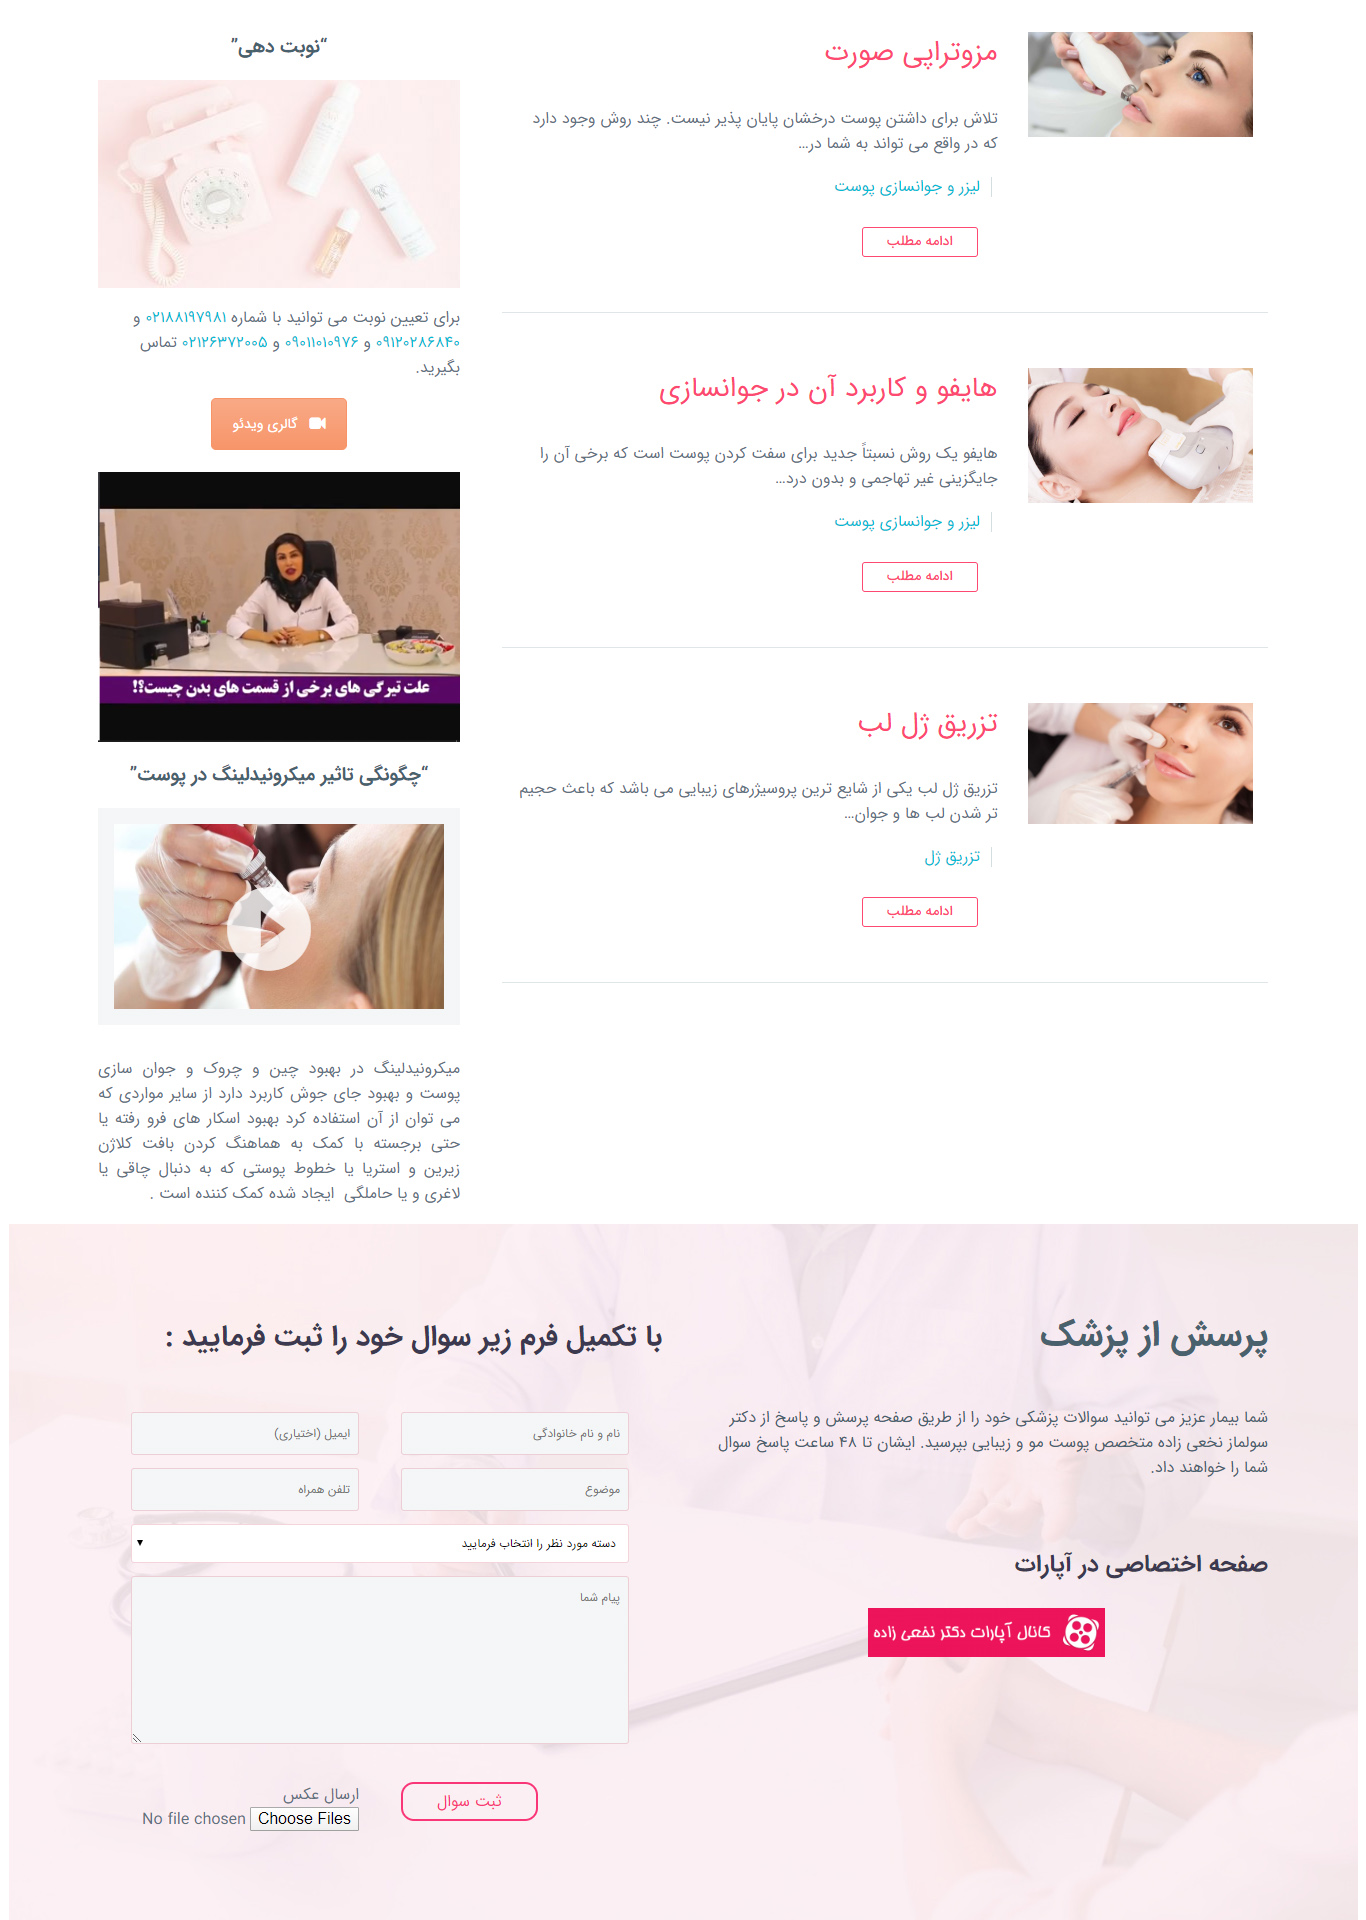 مزوتراپی صورت
تلاش برای داشتن پوست درخشان پایان پذیر نیست. چند روش وجود دارد
که در واقع می تواند به شما در...
لیزر و جوانسازی پوست
ادامه مطلب
هایفو و کاربرد آن در جوانسازی
هایفو یک روش نسبتاً جدید برای سفت کردن پوست است که برخی آن را
جایگزینی غیر تهاجمی و بدون درد...
لیزر و جوانسازی پوست
ادامه مطلب
تزریق ژل لب
تزریق ژل لب یکی از شایع ترین پروسیژرهای زیبایی می باشد که باعث حجیم
تر شدن لب ها و جوان...
تزریق ژل
ادامه مطلب
“نوبت دهی”
برای تعیین نوبت می توانید با شماره ۰۲۱۸۸۱۹۷۹۸۱ و
۰۹۱۲۰۲۸۶۸۴۰ و ۰۹۰۱۱۰۱۰۹۷۶ و ۰۲۱۲۶۳۷۲۰۰۵ تماس
بگیرید.
گالری ویدئو
علت تیرگی های برخی از قسمت های بدن چیست؟!
“چگونگی تاثیر میکرونیدلینگ در پوست”
میکرونیدلینگ در بهبود چین و چروک و جوان سازی
پوست و بهبود جای جوش کاربرد دارد از سایر مواردی که
می توان از آن استفاده کرد بهبود اسکار های فرو رفته یا
حتی برجسته با کمک به هماهنگ کردن بافت کلاژن
زیرین و استریا یا خطوط پوستی که به دنبال چاقی یا
لاغری و یا حاملگی ایجاد شده کمک کننده است .
پرسش از پزشک
شما بیمار عزیز می توانید سوالات پزشکی خود را از طریق صفحه پرسش و پاسخ از دکتر
سولماز نخعی زاده متخصص پوست مو و زیبایی بپرسید. ایشان تا ۴۸ ساعت پاسخ سوال
شما را خواهند داد.
صفحه اختصاصی در آپارات
کانال آپارات دکتر نخعی زاده
با تکمیل فرم زیر سوال خود را ثبت فرمایید :
نام و نام خانوادگی
ایمیل (اختیاری)
موضوع
تلفن همراه
دسته مورد نظر را انتخاب فرمایید
پیام شما
ثبت سوال
ارسال عکس
Choose Files No file chosen